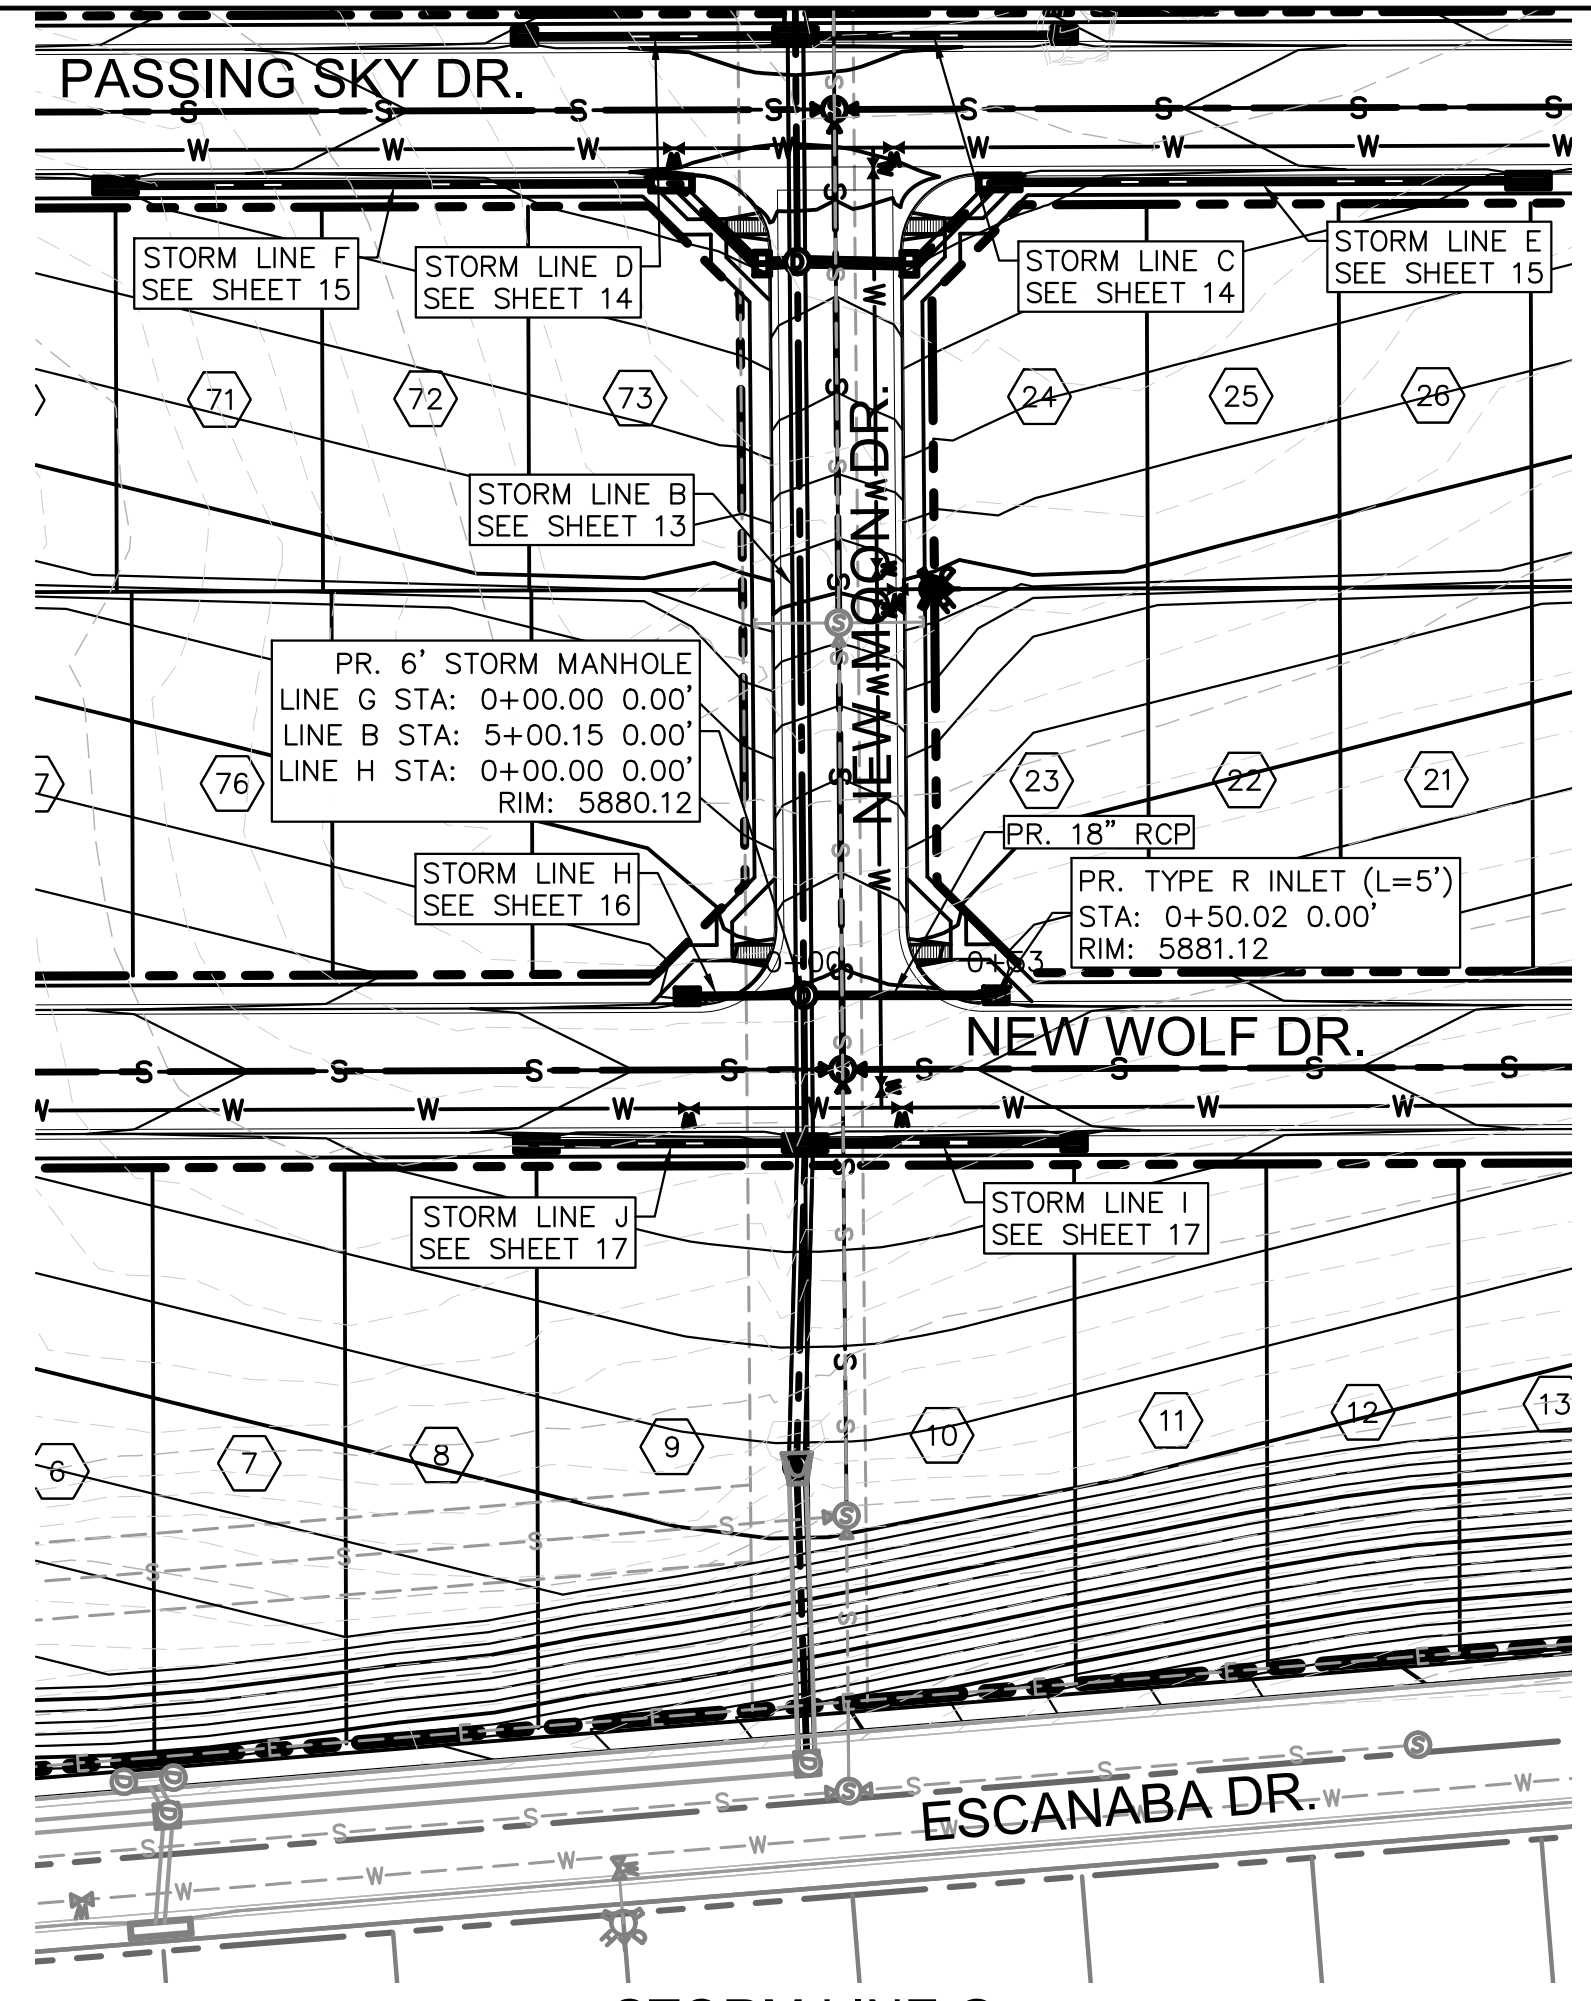 PASSING SKY DR.
S S S S S S S S
W W W W W W W W
STORM LINE F
SEE SHEET 15
STORM LINE D
SEE SHEET 14
STORM LINE C
SEE SHEET 14
STORM LINE E
SEE SHEET 15
71
72
73
24
25
26
STORM LINE B
SEE SHEET 13
NEW MOON DR.
PR. 6' STORM MANHOLE
LINE G STA: 0+00.00 0.00'
LINE B STA: 5+00.15 0.00'
LINE H STA: 0+00.00 0.00'
RIM: 5880.12
7
76
23
22
21
PR. 18" RCP
STORM LINE H
SEE SHEET 16
PR. TYPE R INLET (L=5')
STA: 0+50.02 0.00'
RIM: 5881.12
0+00
0+53
NEW WOLF DR.
S S S S S S S
W W W W W W W W
STORM LINE J
SEE SHEET 17
STORM LINE I
SEE SHEET 17
6
7
8
9
10
11
12
13
S S S
E E E E E E E
S S S S S S
ESCANABA DR.
W W W W W W